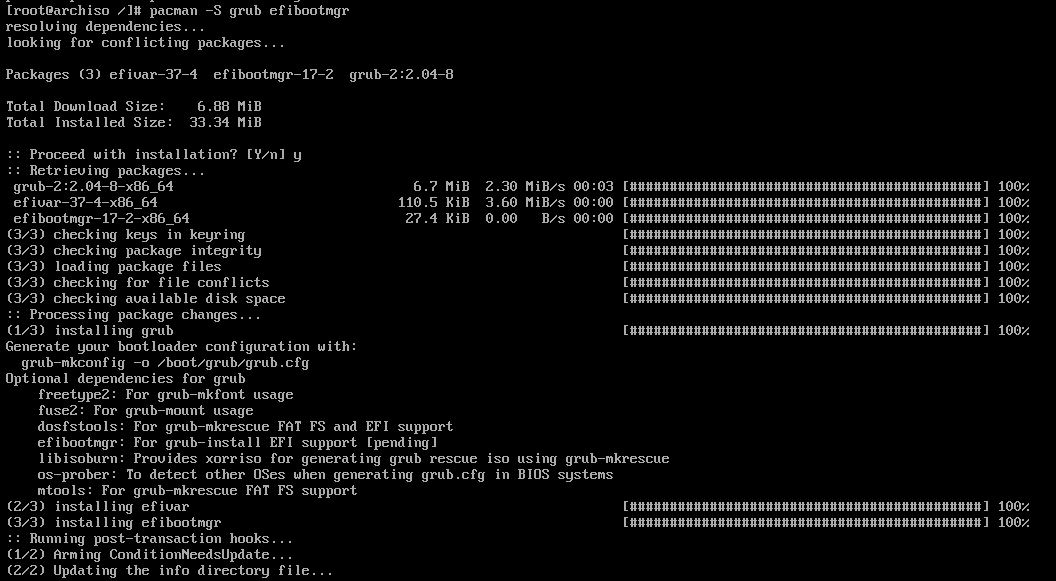 [root@archiso /]# pacman -S grub efibootmgr
resolving dependencies...
looking for conflicting packages...
Packages (3) efivar-37-4  efibootmgr-17-2  grub-2:2.04-8
Total Download Size:    6.88 MiB
Total Installed Size:  33.34 MiB
:: Proceed with installation? [Y/n] y
:: Retrieving packages...
 grub-2:2.04-8-x86_64    6.7 MiB  2.30 MiB/s 00:03 [############################################] 100%
 efivar-37-4-x86_64    110.5 KiB  3.60 MiB/s 00:00 [############################################] 100%
 efibootmgr-17-2-x86_64    27.4 KiB  0.00   B/s 00:00 [############################################] 100%
(3/3) checking keys in keyring    [############################################] 100%
(3/3) checking package integrity    [############################################] 100%
(3/3) loading package files    [############################################] 100%
(3/3) checking for file conflicts    [############################################] 100%
(3/3) checking available disk space    [############################################] 100%
:: Processing package changes...
(1/3) installing grub    [############################################] 100%
Generate your bootloader configuration with:
  grub-mkconfig -o /boot/grub/grub.cfg
Optional dependencies for grub
    freetype2: For grub-mkfont usage
    fuse2: For grub-mount usage
    dosfstools: For grub-mkrescue FAT FS and EFI support
    efibootmgr: For grub-install EFI support [pending]
    libisoburn: Provides xorriso for generating grub rescue iso using grub-mkrescue
    os-prober: To detect other OSes when generating grub.cfg in BIOS systems
    mtools: For grub-mkrescue FAT FS support
(2/3) installing efivar    [############################################] 100%
(3/3) installing efibootmgr    [############################################] 100%
:: Running post-transaction hooks...
(1/2) Arming ConditionNeedsUpdate...
(2/2) Updating the info directory file...